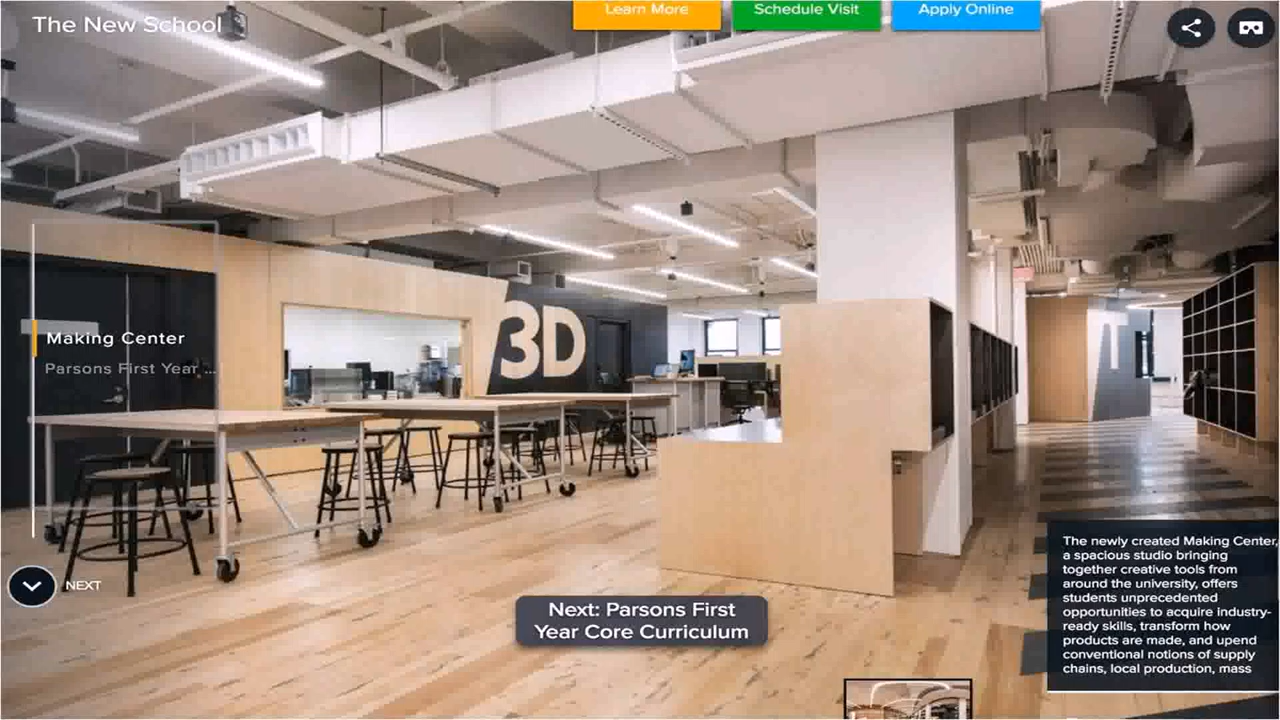 The New School
Learn More
Schedule Visit
Apply Online
3D
Making Center
Parsons First Year ...
NEXT
Next: Parsons First
Year Core Curriculum
The newly created Making Center,
a spacious studio bringing
together creative tools from
around the university, offers
students unprecedented
opportunities to acquire industry-
ready skills, transform how
products are made, and upend
conventional notions of supply
chains, local production, mass